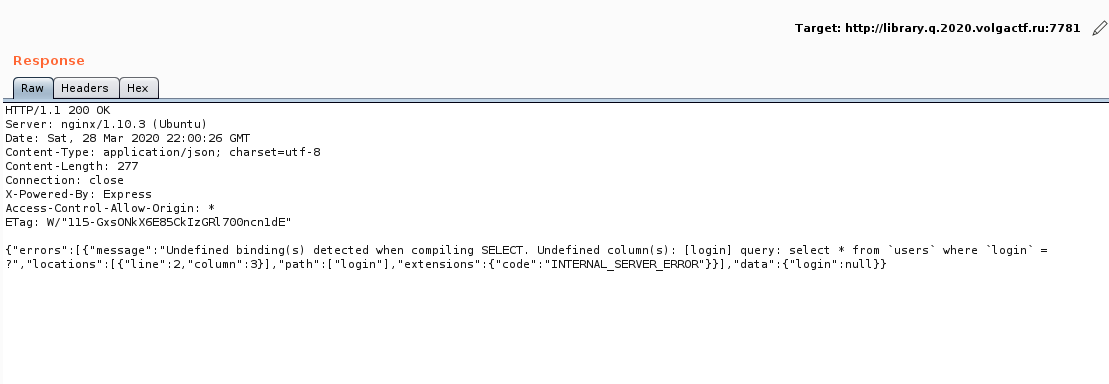 Target: http://library.q.2020.volgactf.ru:7781
Response
Raw Headers Hex
HTTP/1.1 200 OK
Server: nginx/1.10.3 (Ubuntu)
Date: Sat, 28 Mar 2020 22:00:26 GMT
Content-Type: application/json; charset=utf-8
Content-Length: 277
Connection: close
X-Powered-By: Express
Access-Control-Allow-Origin: *
ETag: W/"115-GxsONkX6E85CkIzGRl700ncn1dE"
{"errors":[{"message":"Undefined binding(s) detected when compiling SELECT. Undefined column(s): [login] query: select * from `users` where `login` =
?","locations":[{"line":2,"column":3}],"path":["login"],"extensions":{"code":"INTERNAL_SERVER_ERROR"}}],"data":{"login":null}}